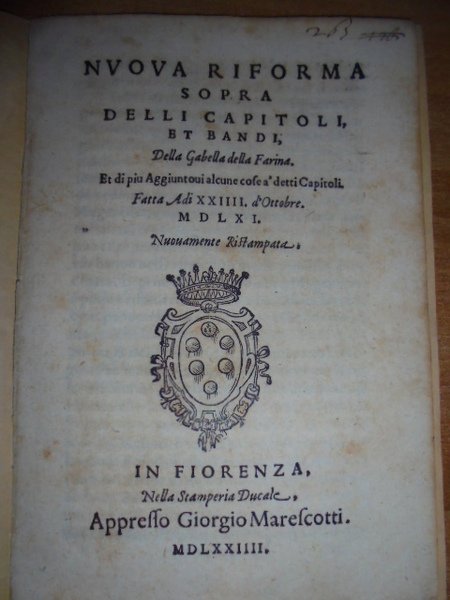 NVOVA RIFORMA
SOPRA
DELLI CAPITOLI,
ET BANDI,
Della Gabella della Farina.
Et di piu Aggiuntoui alcune cose a' detti Capitoli.
Fatta Adi XXIIII. d'Ottobre.
MDLXI.
Nuouamente Ristampata.
IN FIORENZA,
Nella Stamperia Ducale,
Appresso Giorgio Marescotti.
MDLXXIIII.